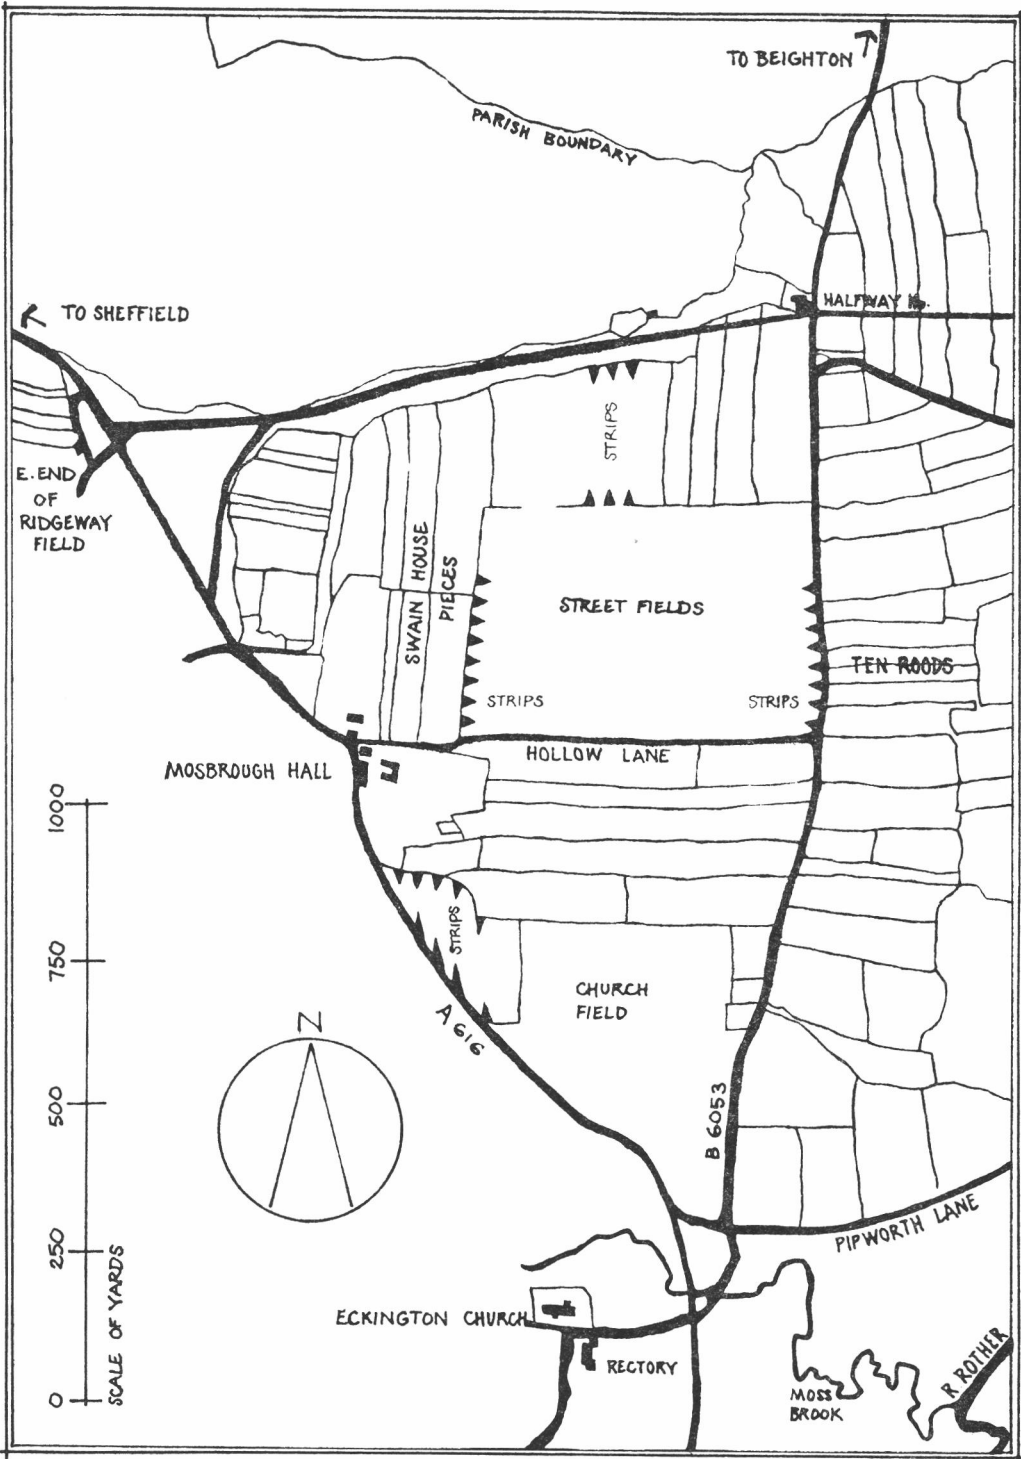 TO BEIGHTON
PARISH BOUNDARY
TO SHEFFIELD
HALFWAY Ho.
STRIPS
E. END
OF
RIDGEWAY
FIELD
SWAIN HOUSE
PIECES
STREET FIELDS
TEN ROODS
STRIPS
STRIPS
HOLLOW LANE
MOSBROUGH HALL
1000
STRIPS
750
CHURCH
FIELD
A 616
N
500
B 6053
PIPWORTH LANE
250
SCALE OF YARDS
ECKINGTON CHURCH
RECTORY
R ROTHER
MOSS
BROOK
0